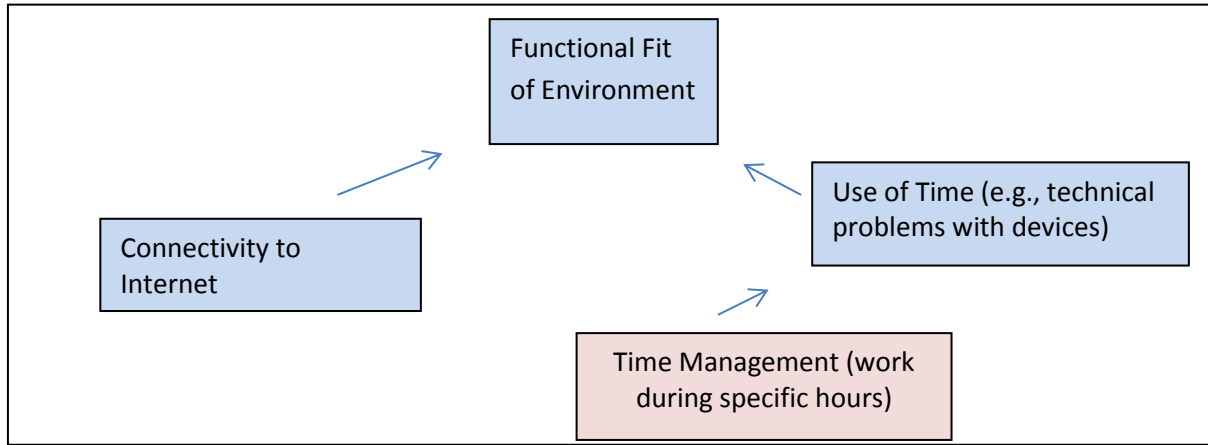 Functional Fit
of Environment
Use of Time (e.g., technical
problems with devices)
Connectivity to
Internet
Time Management (work
during specific hours)